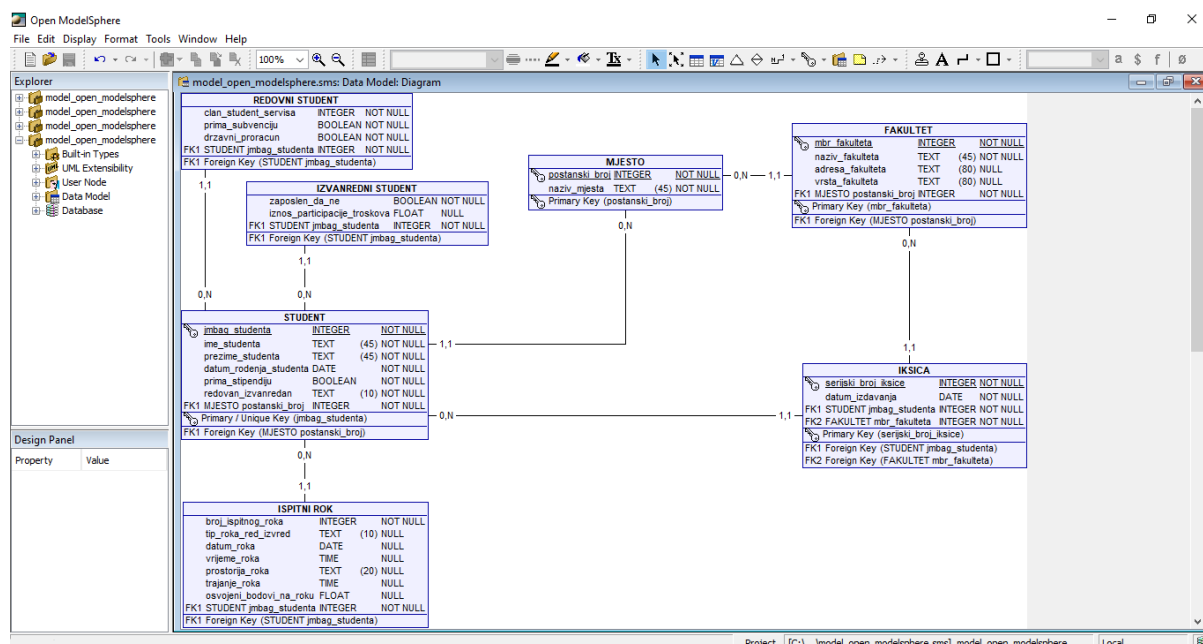 Open ModelSphere
File Edit Display Format Tools Window Help
100%
Explorer
model_open_modelsphere
model_open_modelsphere
model_open_modelsphere
model_open_modelsphere
Built-in Types
UML Extensibility
User Node
Data Model
Database
Design Panel
Property Value
model_open_modelsphere.sms: Data Model: Diagram
REDOVNI STUDENT
clan_student_servisa INTEGER NOT NULL
prima_subvenciju BOOLEAN NOT NULL
drzavni_proracun BOOLEAN NOT NULL
FK1 STUDENT jmbag_studenta INTEGER NOT NULL
FK1 Foreign Key (STUDENT jmbag_studenta)
1,1
0,N
IZVANREDNI STUDENT
zaposlen_da_ne BOOLEAN NOT NULL
iznos_participacije_troskova FLOAT NULL
FK1 STUDENT jmbag_studenta INTEGER NOT NULL
FK1 Foreign Key (STUDENT jmbag_studenta)
1,1
0,N
MJESTO
postanski_broj INTEGER NOT NULL
naziv_mjesta TEXT (45) NOT NULL
Primary Key (postanski_broj)
0,N
1,1
0,N
1,1
FAKULTET
mbr_fakulteta INTEGER NOT NULL
naziv_fakulteta TEXT (45) NOT NULL
adresa_fakulteta TEXT (80) NULL
vrsta_fakulteta TEXT (80) NULL
FK1 MJESTO postanski_broj INTEGER NOT NULL
Primary Key (mbr_fakulteta)
FK1 Foreign Key (MJESTO postanski_broj)
0,N
1,1
STUDENT
jmbag_studenta INTEGER NOT NULL
ime_studenta TEXT (45) NOT NULL
prezime_studenta TEXT (45) NOT NULL
datum_rodenja_studenta DATE NOT NULL
prima_stipendiju BOOLEAN NOT NULL
redovan_izvanredan TEXT (10) NOT NULL
FK1 MJESTO postanski_broj INTEGER NOT NULL
Primary / Unique Key (jmbag_studenta)
FK1 Foreign Key (MJESTO postanski_broj)
0,N
1,1
IKSICA
serijski_broj_iksice INTEGER NOT NULL
datum_izdavanja DATE NOT NULL
FK1 STUDENT jmbag_studenta INTEGER NOT NULL
FK2 FAKULTET mbr_fakulteta INTEGER NOT NULL
Primary Key (serijski_broj_iksice)
FK1 Foreign Key (STUDENT jmbag_studenta)
FK2 Foreign Key (FAKULTET mbr_fakulteta)
0,N
1,1
ISPITNI ROK
broj_ispitnog_roka INTEGER NOT NULL
tip_roka_red_izvred TEXT (10) NULL
datum_roka DATE NULL
vrijeme_roka TIME NULL
prostorija_roka TEXT (20) NULL
trajanje_roka TIME NULL
osvojeni_bodovi_na_roku FLOAT NULL
FK1 STUDENT jmbag_studenta INTEGER NOT NULL
FK1 Foreign Key (STUDENT jmbag_studenta)
Project [C:\...\model_open_modelsphere.sms] model_open_modelsphere Local